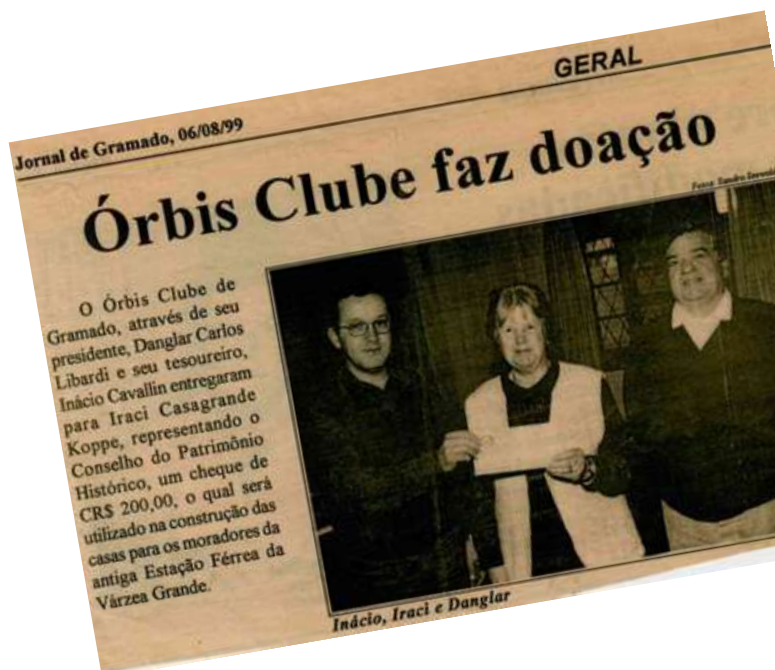 GERAL
Jornal de Gramado, 06/08/99
Órbis Clube faz doação
O Órbis Clube de
Gramado, através de seu
presidente, Danglar Carlos
Libardi e seu tesoureiro,
Inácio Cavallin entregaram
para Iraci Casagrande
Koppe, representando o
Conselho do Patrimônio
Histórico, um cheque de
CR$ 200,00, o qual será
utilizado na construção das
casas para os moradores da
antiga Estação Férrea da
Várzea Grande.
Inácio, Iraci e Danglar